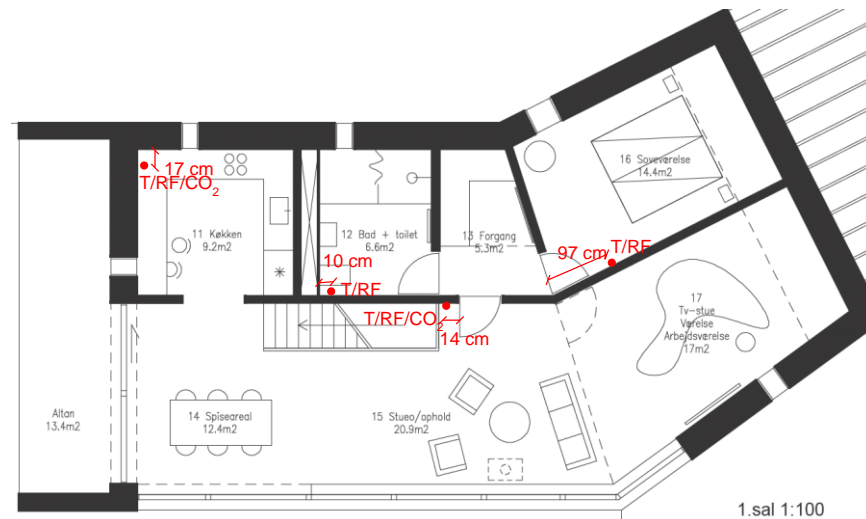 17 cm
T/RF/CO2
11 Køkken
9.2m2
12 Bad + toilet
6.6m2
10 cm
T/RF
13 Forgang
5.3m2
16 Soveværelse
14.4m2
97 cm
T/RF
T/RF/CO2
14 cm
17
Tv-stue
Værelse
Arbejdsværelse
17m2
Altan
13.4m2
14 Spiseareal
12.4m2
15 Stueo/ophold
20.9m2
1.sal 1:100